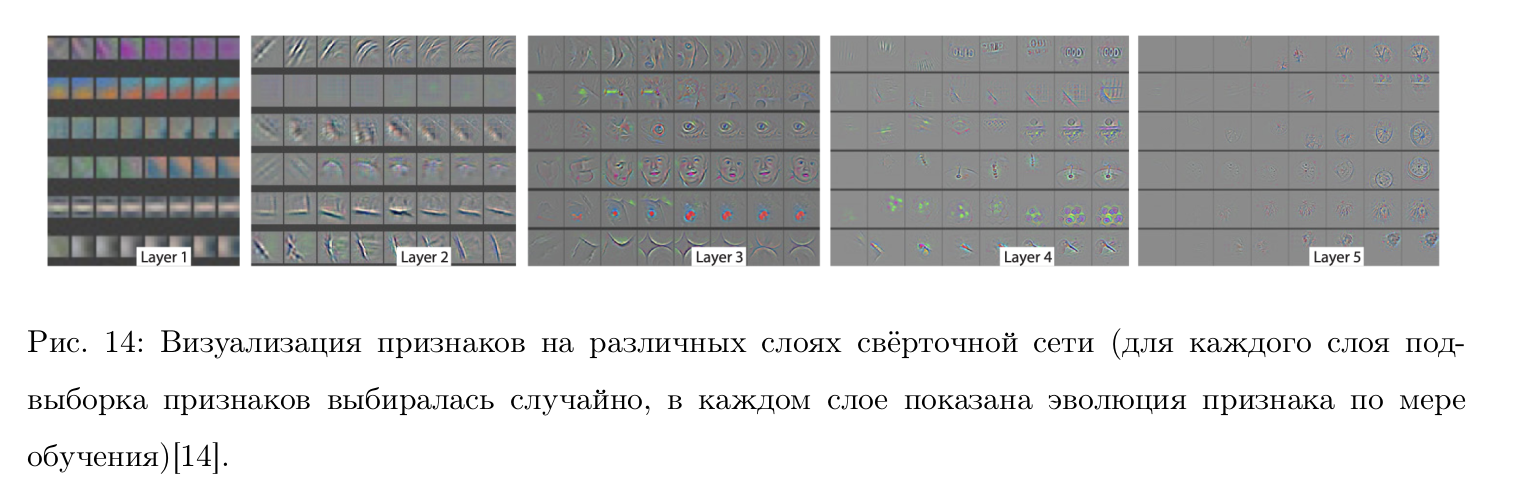 Layer 1
Layer 2
Layer 3
Layer 4
Layer 5
Рис. 14: Визуализация признаков на различных слоях свёрточной сети (для каждого слоя под-
выборка признаков выбиралась случайно, в каждом слое показана эволюция признака по мере
обучения)[14].